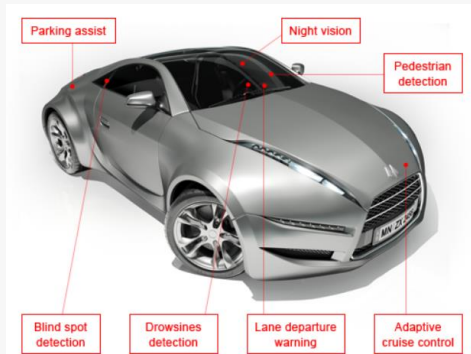 Parking assist
Night vision
Pedestrian
detection
Blind spot
detection
Drowsines
detection
Lane departure
warning
Adaptive
cruise control